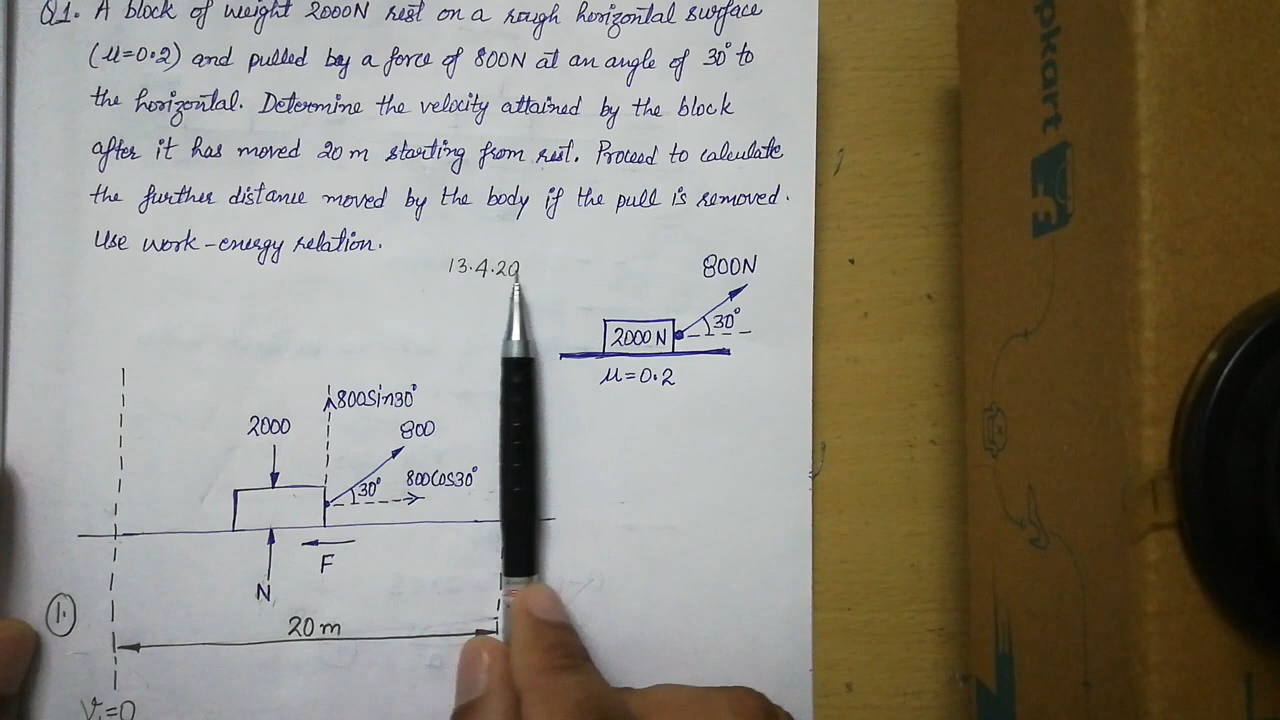 Q1. A block of weight 2000N rest on a rough horizontal surface
(μ=0.2) and pulled by a force of 800N at an angle of 30° to
the horizontal. Determine the velocity attained by the block
after it has moved 20 m starting from rest. Proceed to calculate
the further distance moved by the body if the pull is removed.
Use work-energy relation.
13.4.20
800N
30°
2000 N
μ=0.2
800Sin30°
2000
800
30°
800Cos30°
F
N
1.
20 m
V₁=0
pkart